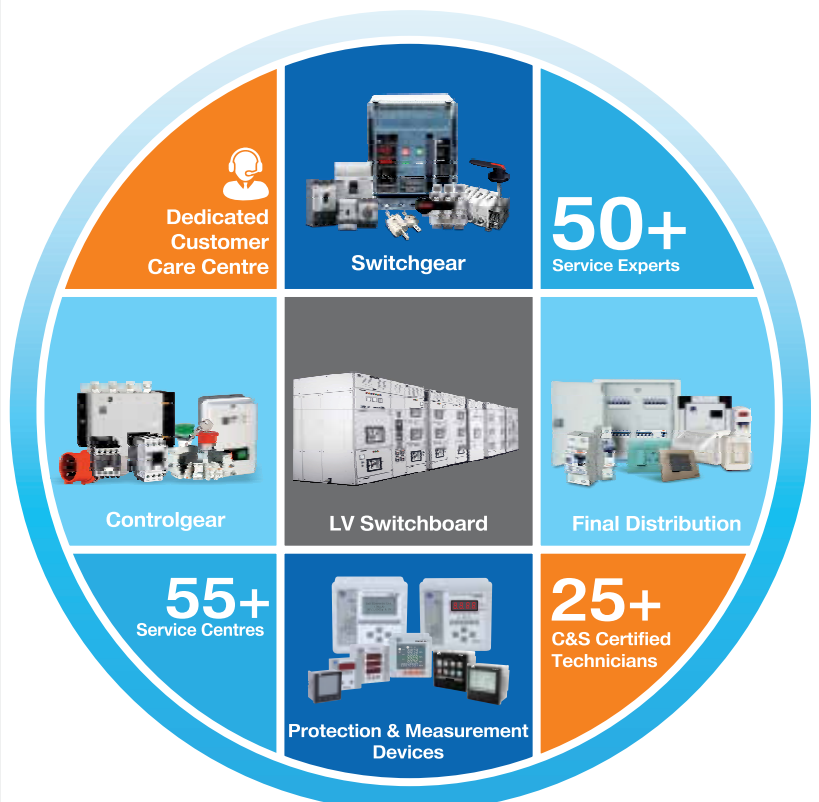 Dedicated
Customer
Care Centre
Switchgear
50+
Service Experts
Controlgear
LV Switchboard
Final Distribution
55+
Service Centres
Protection & Measurement
Devices
25+
C&S Certified
Technicians